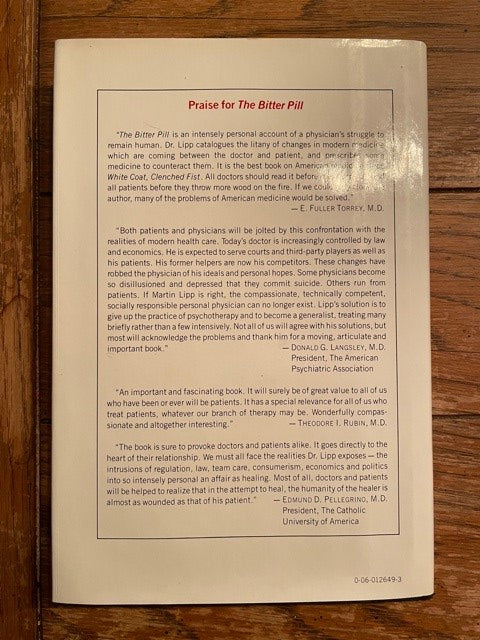 Praise for The Bitter Pill
"The Bitter Pill is an intensely personal account of a physician's struggle to
remain human. Dr. Lipp catalogues the litany of changes in modern medicine
which are coming between the doctor and patient, and prescribes some
medicine to counteract them. It is the best book on American since
White Coat, Clenched Fist. All doctors should read it before and
all patients before they throw more wood on the fire. If we could
author, many of the problems of American medicine would be solved."
— E. FULLER TORREY, M.D.
"Both patients and physicians will be jolted by this confrontation with the
realities of modern health care. Today's doctor is increasingly controlled by law
and economics. He is expected to serve courts and third-party players as well as
his patients. His former helpers are now his competitors. These changes have
robbed the physician of his ideals and personal hopes. Some physicians become
so disillusioned and depressed that they commit suicide. Others run from
patients. If Martin Lipp is right, the compassionate, technically competent,
socially responsible personal physician can no longer exist. Lipp's solution is to
give up the practice of psychotherapy and to become a generalist, treating many
briefly rather than a few intensively. Not all of us will agree with his solutions, but
most will acknowledge the problems and thank him for a moving, articulate and
important book." — DONALD G. LANGSLEY, M.D.
President, The American
Psychiatric Association
"An important and fascinating book. It will surely be of great value to all of us
who have been or ever will be patients. It has a special relevance for all of us who
treat patients, whatever our branch of therapy may be. Wonderfully compas-
sionate and altogether interesting." — THEODORE I. RUBIN, M.D.
"The book is sure to provoke doctors and patients alike. It goes directly to the
heart of their relationship. We must all face the realities Dr. Lipp exposes — the
intrusions of regulation, law, team care, consumerism, economics and politics
into so intensely personal an affair as healing. Most of all, doctors and patients
will be helped to realize that in the attempt to heal, the humanity of the healer is
almost as wounded as that of his patient." — EDMUND D. PELLEGRINO, M.D.
President, The Catholic
University of America
0-06-012649-3